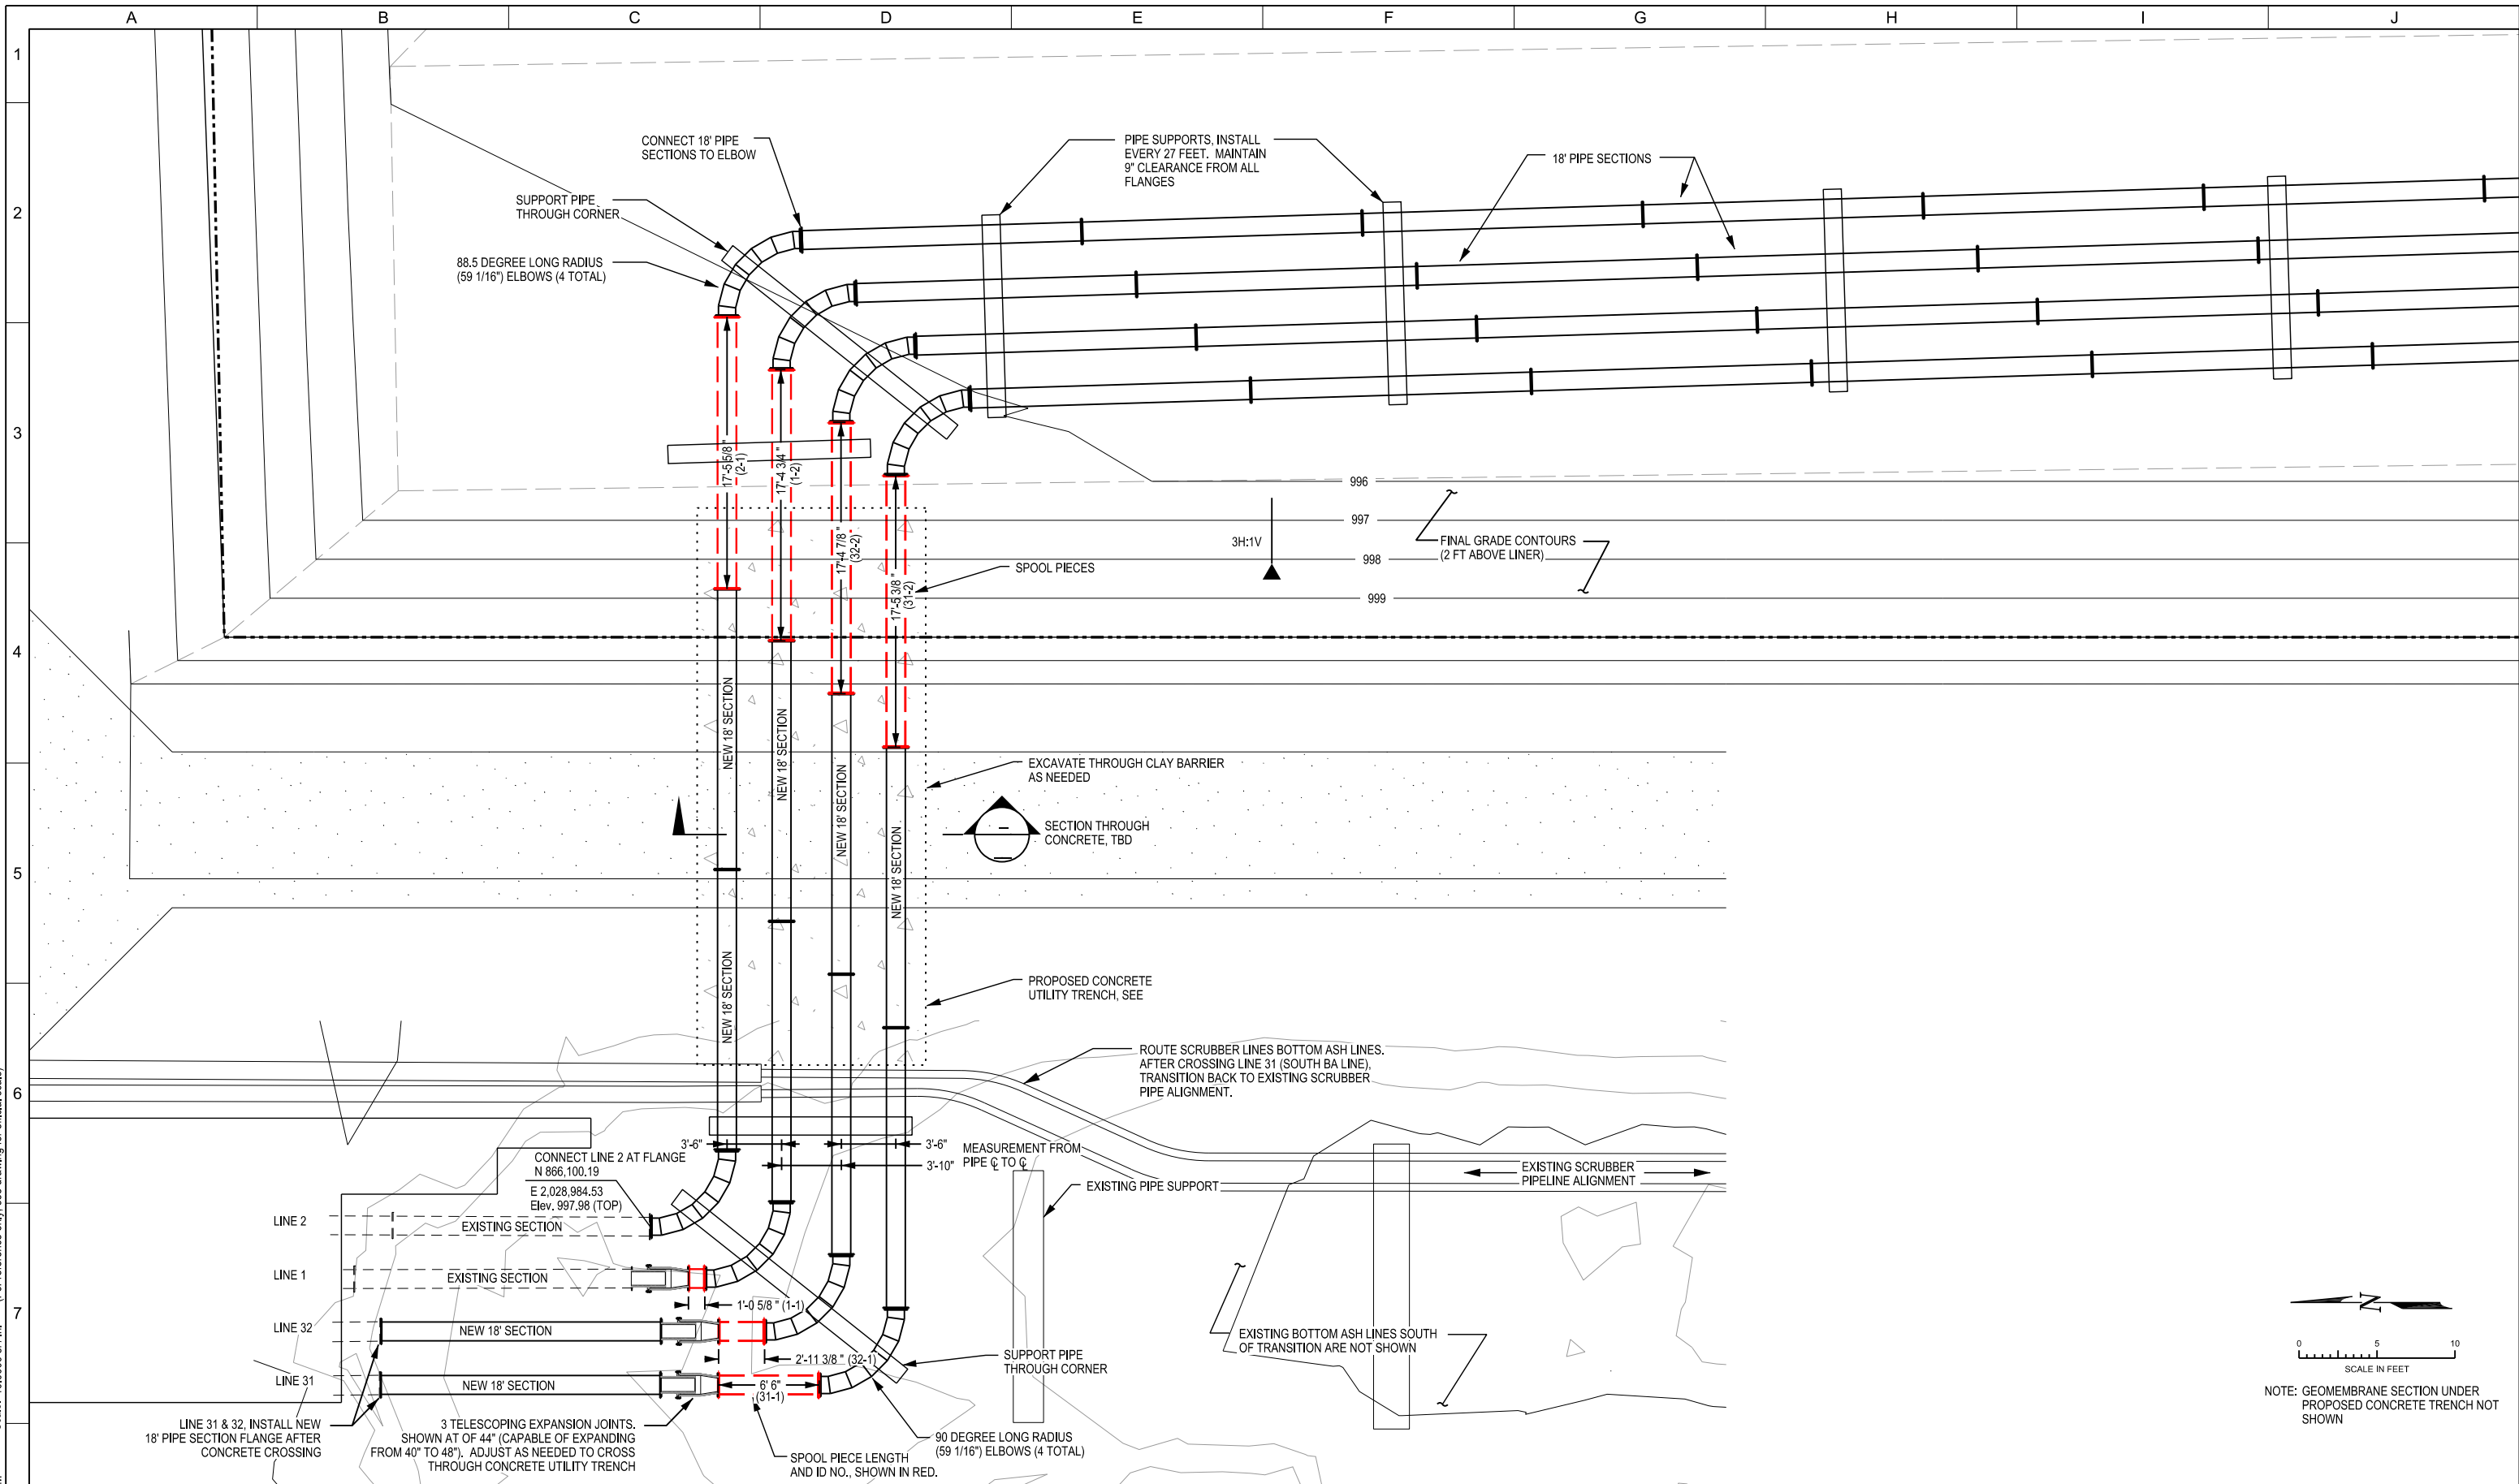 A B C D E F G H I J
1
2
3
4
5
6
7
CONNECT 18' PIPE
SECTIONS TO ELBOW
PIPE SUPPORTS, INSTALL
EVERY 27 FEET. MAINTAIN
9" CLEARANCE FROM ALL
FLANGES
18' PIPE SECTIONS
SUPPORT PIPE
THROUGH CORNER
88.5 DEGREE LONG RADIUS
(59 1/16") ELBOWS (4 TOTAL)
17'-5 5/8"
(2-1)
17'-4 3/4 "
(1-2)
17'-4 7/8 "
(32-2)
17'-5 3/8 "
(31-2)
996
997
998
999
3H:1V
FINAL GRADE CONTOURS
(2 FT ABOVE LINER)
SPOOL PIECES
NEW 18' SECTION
NEW 18' SECTION
NEW 18' SECTION
NEW 18' SECTION
NEW 18' SECTION
EXCAVATE THROUGH CLAY BARRIER
AS NEEDED
SECTION THROUGH
CONCRETE, TBD
PROPOSED CONCRETE
UTILITY TRENCH, SEE
ROUTE SCRUBBER LINES BOTTOM ASH LINES.
AFTER CROSSING LINE 31 (SOUTH BA LINE),
TRANSITION BACK TO EXISTING SCRUBBER
PIPE ALIGNMENT.
3'-6"
3'-6"
3'-10"
MEASUREMENT FROM
PIPE ℄ TO ℄
CONNECT LINE 2 AT FLANGE
N 866,100.19
E 2,028,984.53
Elev. 997.98 (TOP)
EXISTING PIPE SUPPORT
EXISTING SCRUBBER
PIPELINE ALIGNMENT
LINE 2
EXISTING SECTION
LINE 1
EXISTING SECTION
1'-0 5/8 " (1-1)
LINE 32
NEW 18' SECTION
2'-11 3/8 " (32-1)
LINE 31
NEW 18' SECTION
6' 6"
(31-1)
SUPPORT PIPE
THROUGH CORNER
EXISTING BOTTOM ASH LINES SOUTH
OF TRANSITION ARE NOT SHOWN
LINE 31 & 32, INSTALL NEW
18' PIPE SECTION FLANGE AFTER
CONCRETE CROSSING
3 TELESCOPING EXPANSION JOINTS.
SHOWN AT OF 44" (CAPABLE OF EXPANDING
FROM 40" TO 48"). ADJUST AS NEEDED TO CROSS
THROUGH CONCRETE UTILITY TRENCH
SPOOL PIECE LENGTH
AND ID NO., SHOWN IN RED.
90 DEGREE LONG RADIUS
(59 1/16") ELBOWS (4 TOTAL)
N
0 5 10
SCALE IN FEET
NOTE: GEOMEMBRANE SECTION UNDER
PROPOSED CONCRETE TRENCH NOT
SHOWN